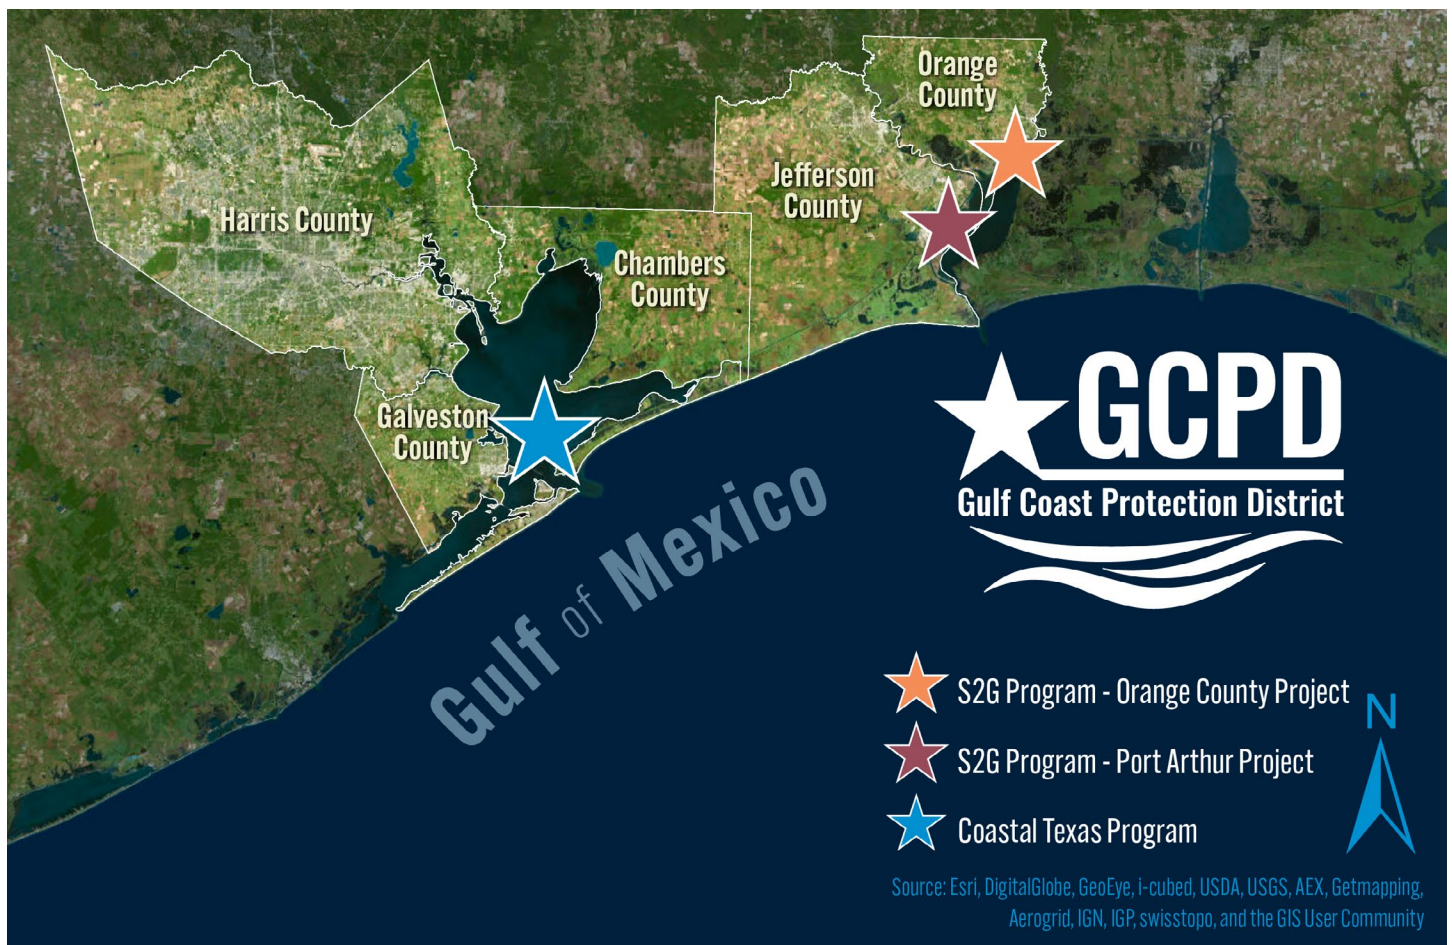 Orange
County
Jefferson
County
Harris County
Chambers
County
Galveston
County
Gulf of Mexico
GCPD
Gulf Coast Protection District
S2G Program - Orange County Project
N
S2G Program - Port Arthur Project
Coastal Texas Program
Source: Esri, DigitalGlobe, GeoEye, i-cubed, USDA, USGS, AEX, Getmapping,
Aerogrid, IGN, IGP, swisstopo, and the GIS User Community